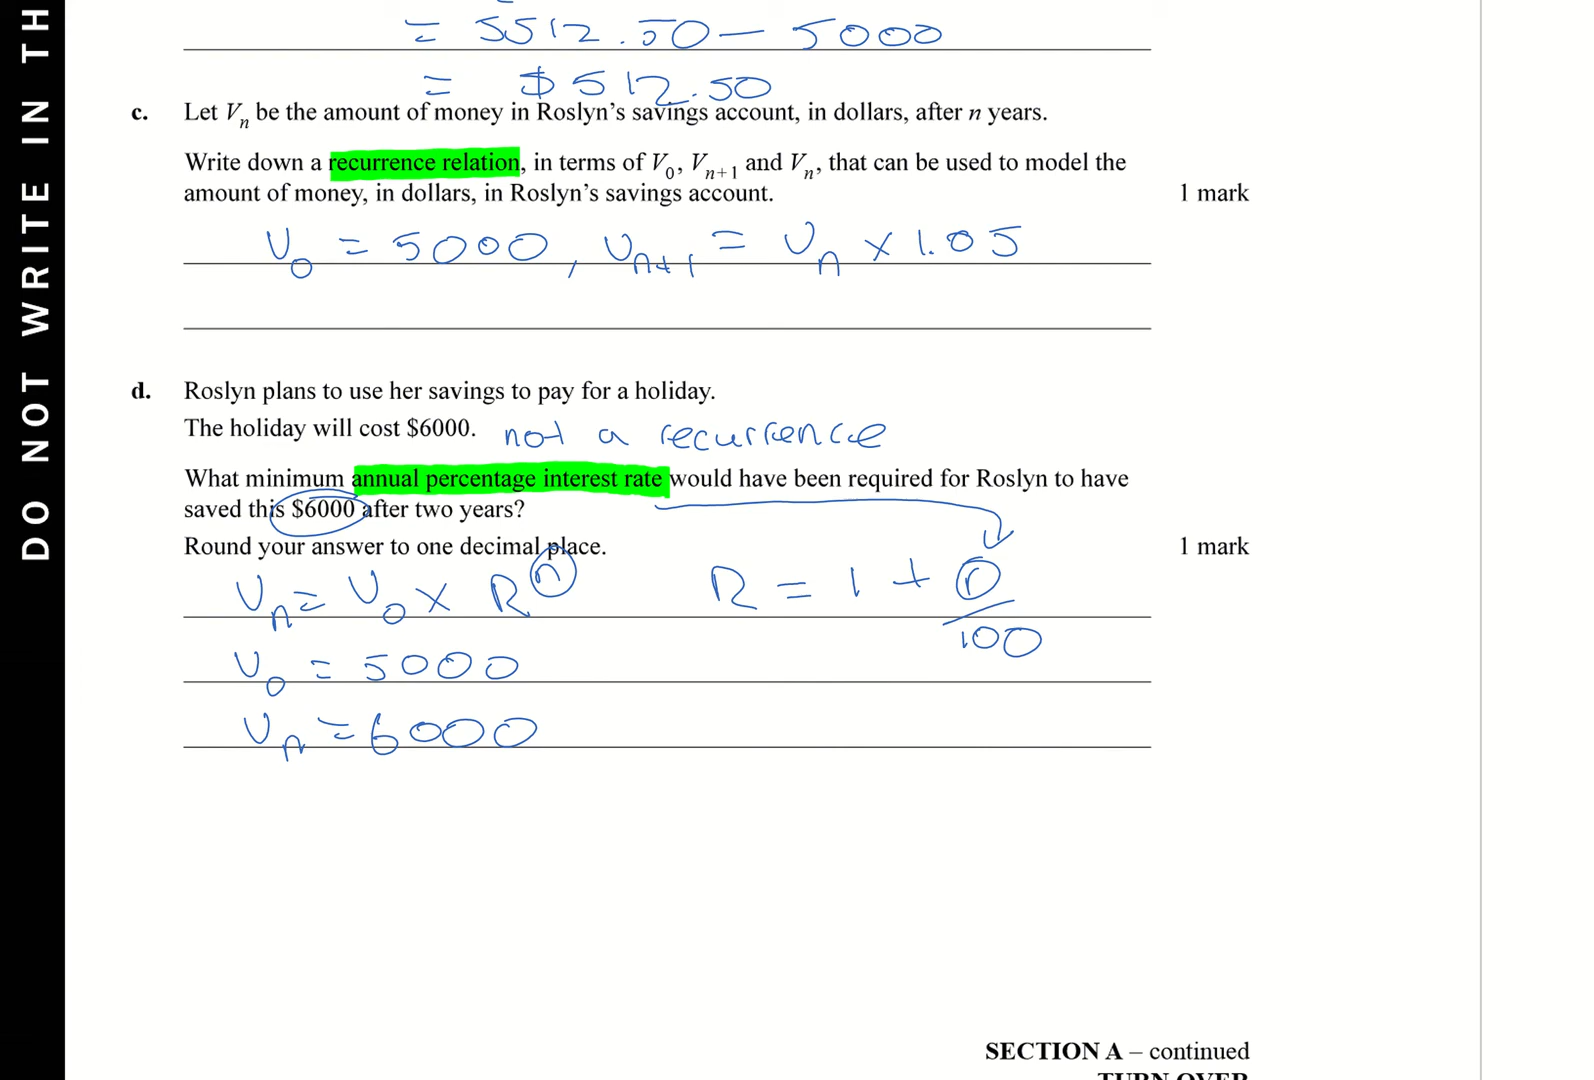 DO NOT WRITE IN TH
= 5512.50 - 5000
= $512.50
c. Let Vn be the amount of money in Roslyn's savings account, in dollars, after n years.
Write down a recurrence relation, in terms of V0, Vn+1 and Vn, that can be used to model the
amount of money, in dollars, in Roslyn's savings account. 1 mark
V0 = 5000, Vn+1 = Vn × 1.05
d. Roslyn plans to use her savings to pay for a holiday.
The holiday will cost $6000. not a recurrence
What minimum annual percentage interest rate would have been required for Roslyn to have
saved this $6000 after two years?
Round your answer to one decimal place. 1 mark
Vn = V0 × R^n R = 1 + r/100
V0 = 5000
Vn = 6000
SECTION A – continued
TURN OVER